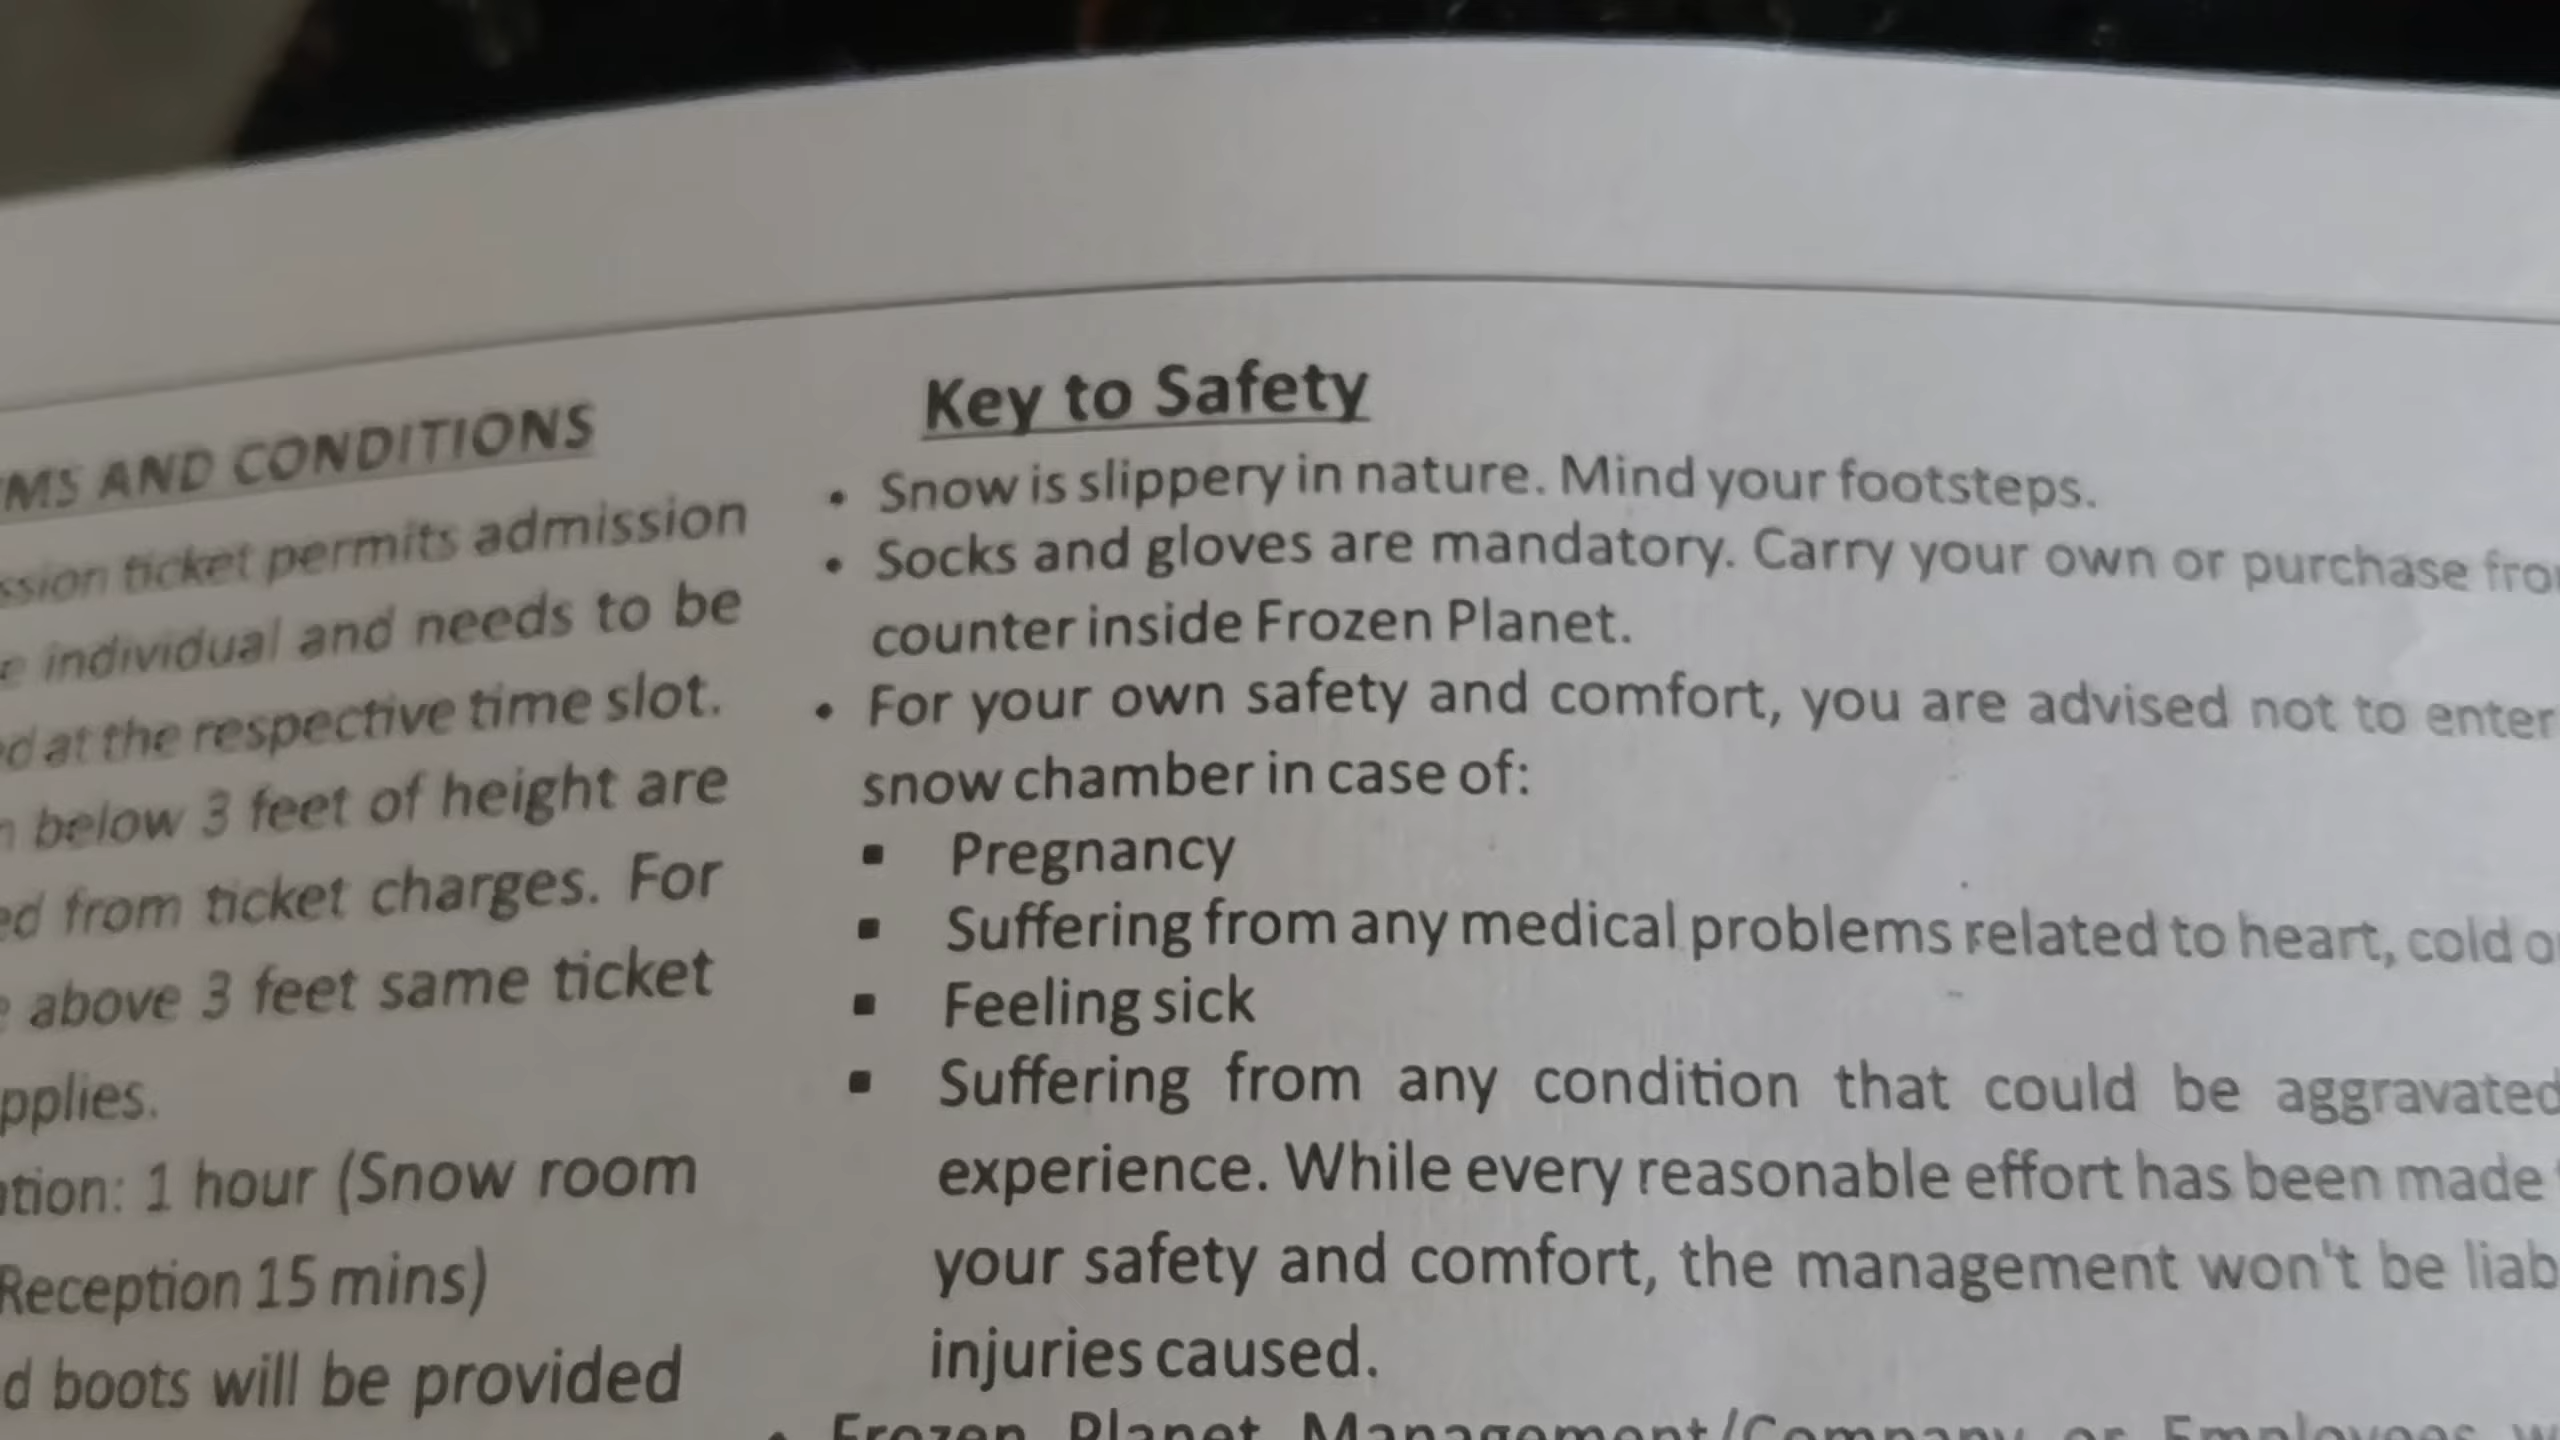 MS AND CONDITIONS
ticket permits admission
individual and needs to be
at the respective time slot.
below 3 feet of height are
from ticket charges. For
above 3 feet same ticket
pplies.
1 hour (Snow room
Reception 15 mins)
boots will be provided
Key to Safety
• Snow is slippery in nature. Mind your footsteps.
• Socks and gloves are mandatory. Carry your own or purchase
counter inside Frozen Planet.
• For your own safety and comfort, you are advised not to enter
snow chamber in case of:
▪ Pregnancy
▪ Suffering from any medical problems related to heart, cold
▪ Feeling sick
▪ Suffering from any condition that could be aggravated
experience. While every reasonable effort has been made
your safety and comfort, the management won't be liab
injuries caused.
• Frozen Planet Management/Company or Employees